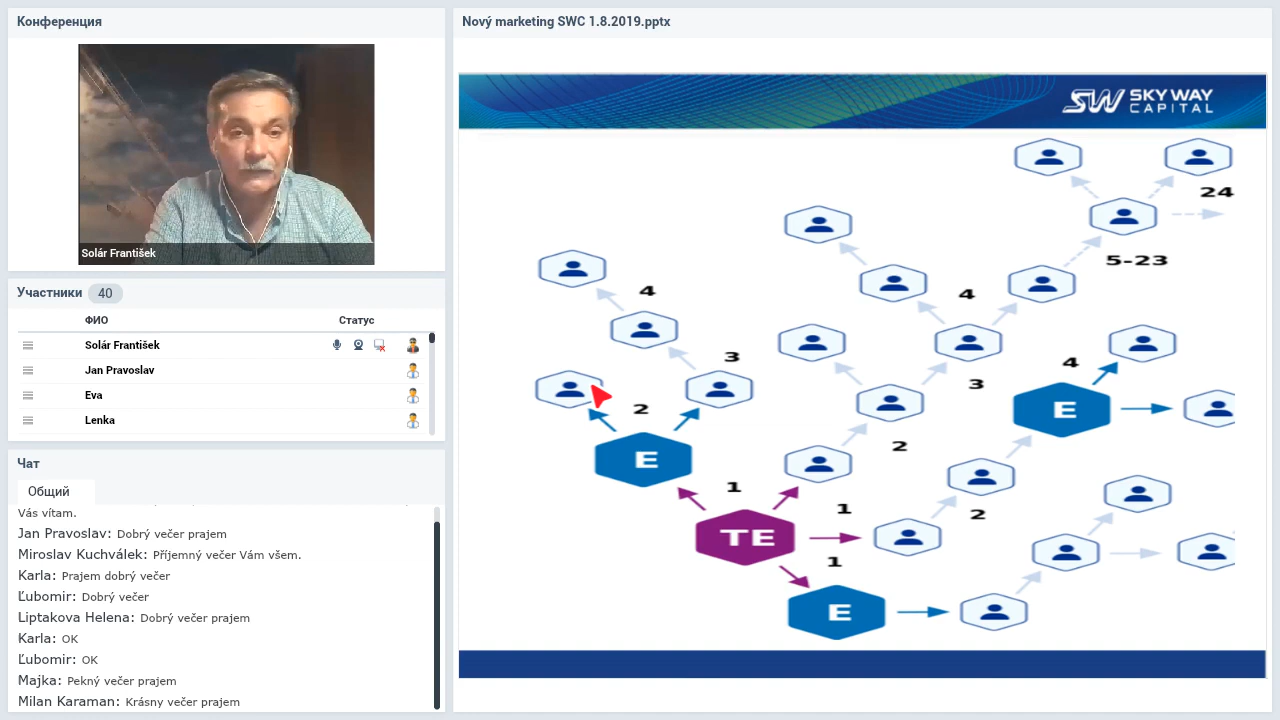 Конференция
Solár František
Участники 40
ФИО Статус
Solár František
Jan Pravoslav
Eva
Lenka
Чат
Общий
Vás vítam.
Jan Pravoslav: Dobrý večer prajem
Miroslav Kuchválek: Příjemný večer Vám všem.
Karla: Prajem dobrý večer
Ľubomir: Dobrý večer
Liptakova Helena: Dobrý večer prajem
Karla: OK
Ľubomir: OK
Majka: Pekný večer prajem
Milan Karaman: Krásny večer prajem
Nový marketing SWC 1.8.2019.pptx
SW SKY WAY
CAPITAL
24
5-23
4
4
3
4
3
2
E
2
E
1
2
1
TE
1
E